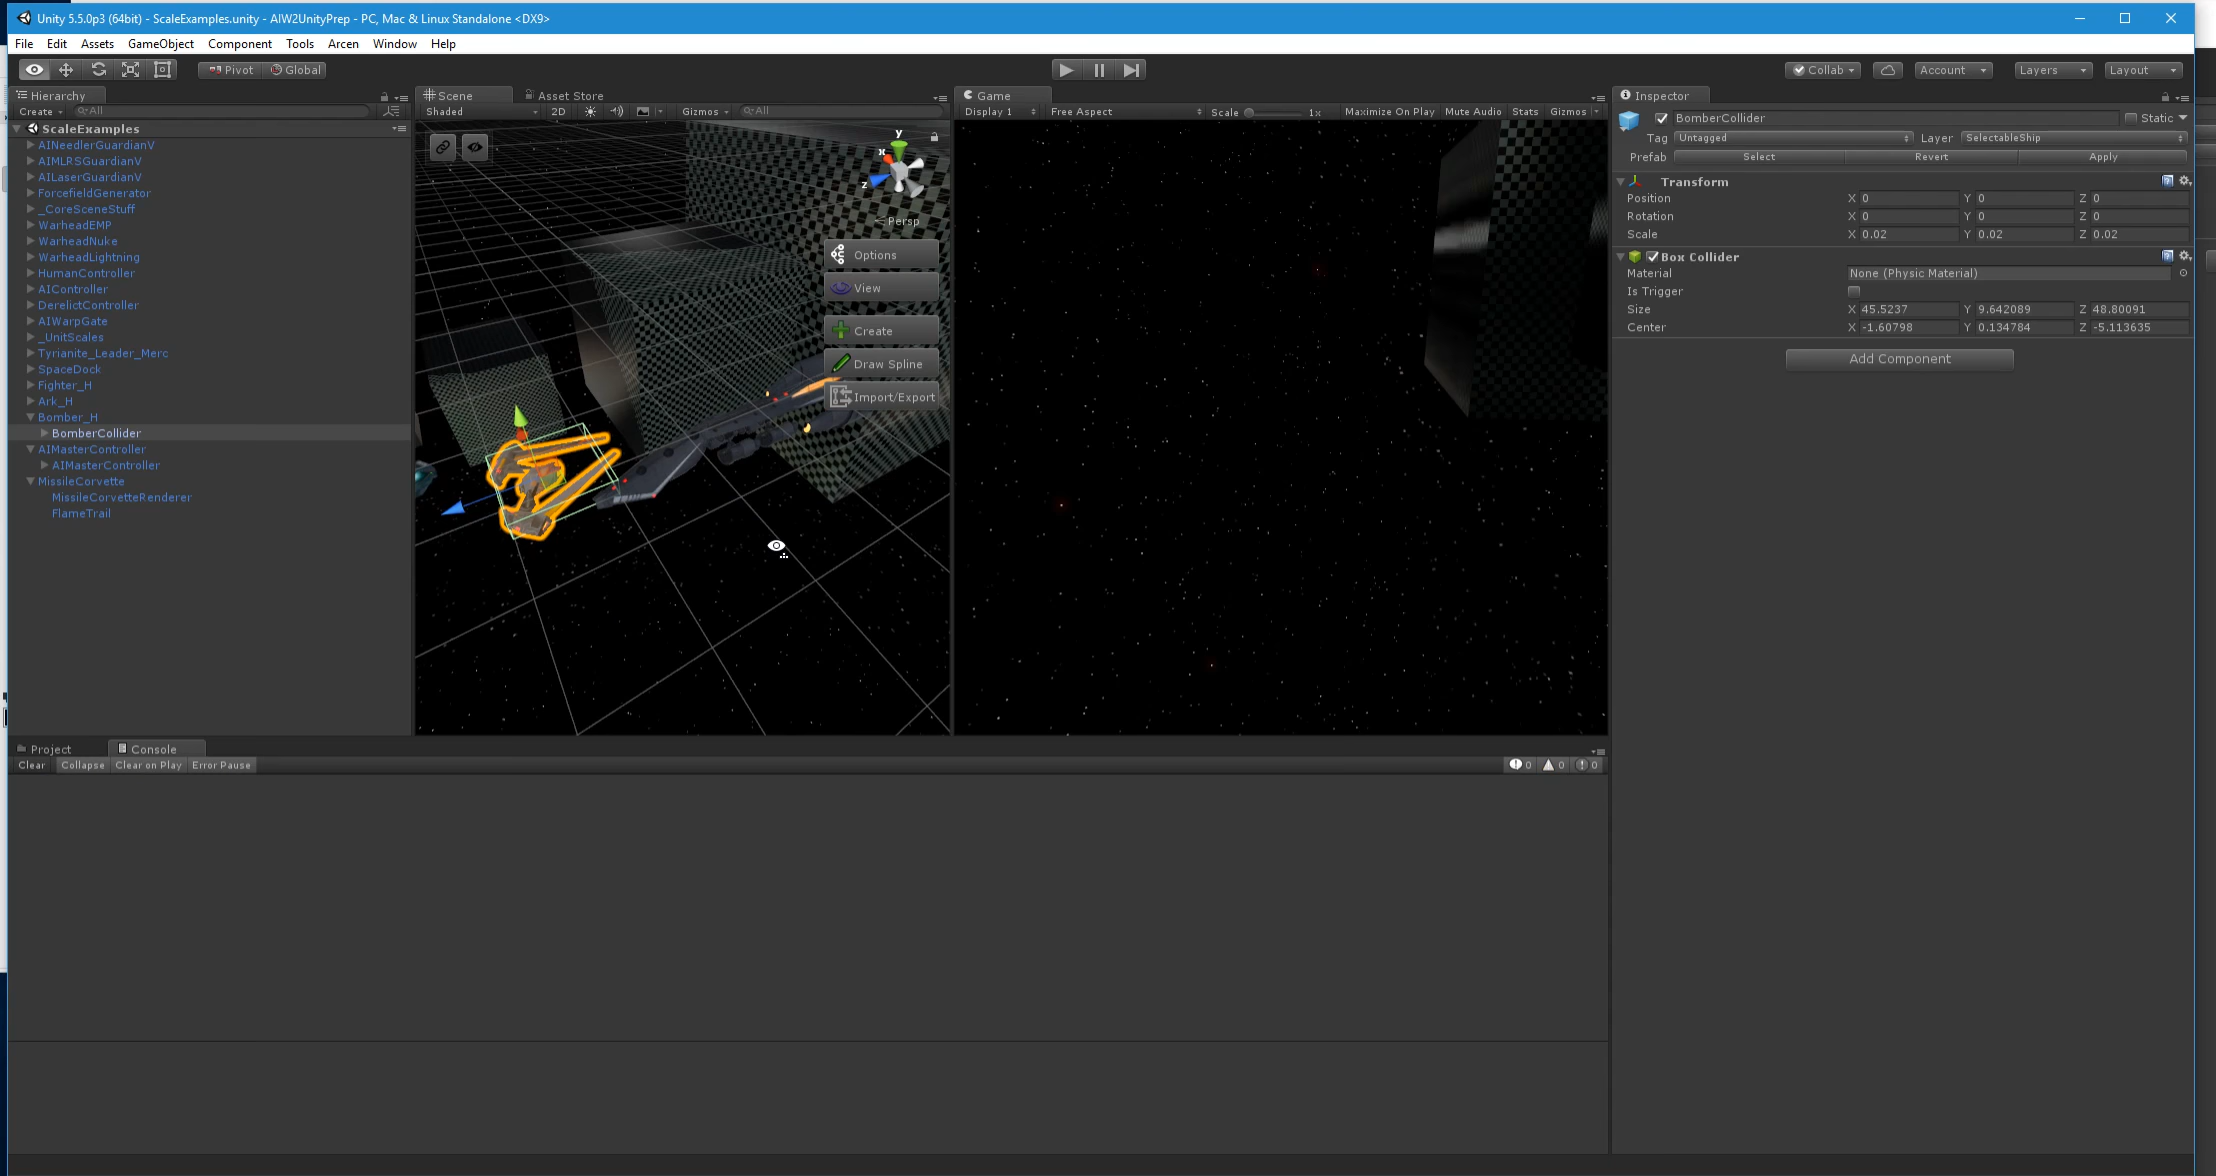 Unity 5.5.0p3 (64bit) - ScaleExamples.unity - AIW2UnityPrep - PC, Mac & Linux Standalone <DX9>
File Edit Assets GameObject Component Tools Arcen Window Help
Pivot Global Collab Account Layers Layout
Hierarchy
Create All
ScaleExamples
AINeedlerGuardianV
AIMLRSGuardianV
AILaserGuardianV
ForcefieldGenerator
_CoreSceneStuff
WarheadEMP
WarheadNuke
WarheadLightning
HumanController
AIController
DerelictController
AIWarpGate
_UnitScales
Tyrianite_Leader_Merc
SpaceDock
Fighter_H
Ark_H
Bomber_H
BomberCollider
AIMasterController
AIMasterController
MissileCorvette
MissileCorvetteRenderer
FlameTrail
Scene Asset Store
Shaded 2D Gizmos All
y
x
z
Persp
Options
View
Create
Draw Spline
Import/Export
Game
Display 1 Free Aspect Scale 1x Maximize On Play Mute Audio Stats Gizmos
Inspector
BomberCollider Static
Tag Untagged Layer SelectableShip
Prefab Select Revert Apply
Transform
Position X 0 Y 0 Z 0
Rotation X 0 Y 0 Z 0
Scale X 0.02 Y 0.02 Z 0.02
Box Collider
Material None (Physic Material)
Is Trigger
Size X 45.5237 Y 9.642089 Z 48.80091
Center X -1.60798 Y 0.134784 Z -5.113635
Add Component
Project Console
Clear Collapse Clear on Play Error Pause 0 0 0